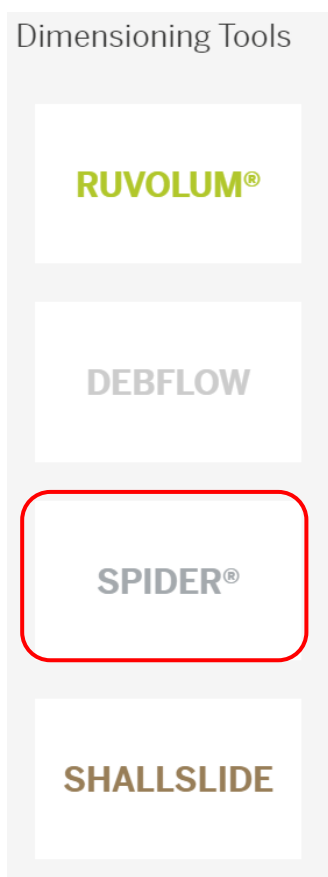 Dimensioning Tools
RUVOLUM®
DEBFLOW
SPIDER®
SHALLSLIDE